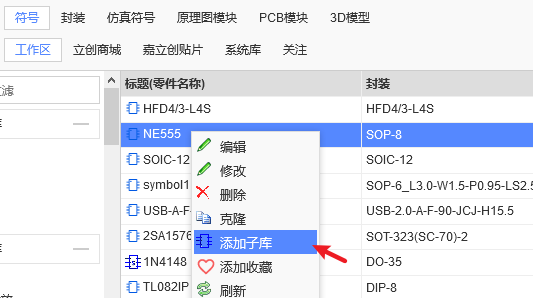 符号 封装 仿真符号 原理图模块 PCB模块 3D模型
工作区 立创商城 嘉立创贴片 系统库 关注
滤
标题(零件名称) 封装
HFD4/3-L4S HFD4/3-L4S
NE555 SOP-8
SOIC-12 SOIC-12
symbol1 SOP-6_L3.0-W1.5-P0.95-LS2.
USB-A-F- USB-2.0-A-F-90-JCJ-H15.5
2SA1576 SOT-323(SC-70)-2
1N4148 DO-35
TL082IP DIP-8
编辑
修改
删除
克隆
添加子库
添加收藏
刷新